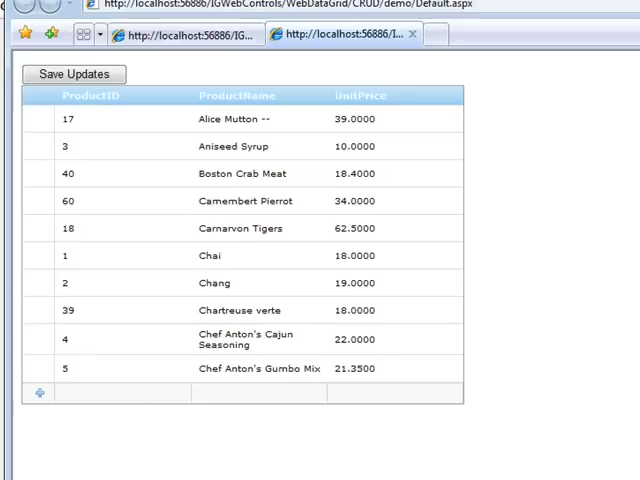 http://localhost:56886/IGWebControls/WebDataGrid/CRUD/demo/Default.aspx
http://localhost:56886/IG... http://localhost:56886/I...
Save Updates
ProductID ProductName UnitPrice
17 Alice Mutton -- 39.0000
3 Aniseed Syrup 10.0000
40 Boston Crab Meat 18.4000
60 Camembert Pierrot 34.0000
18 Carnarvon Tigers 62.5000
1 Chai 18.0000
2 Chang 19.0000
39 Chartreuse verte 18.0000
4 Chef Anton's Cajun Seasoning 22.0000
5 Chef Anton's Gumbo Mix 21.3500